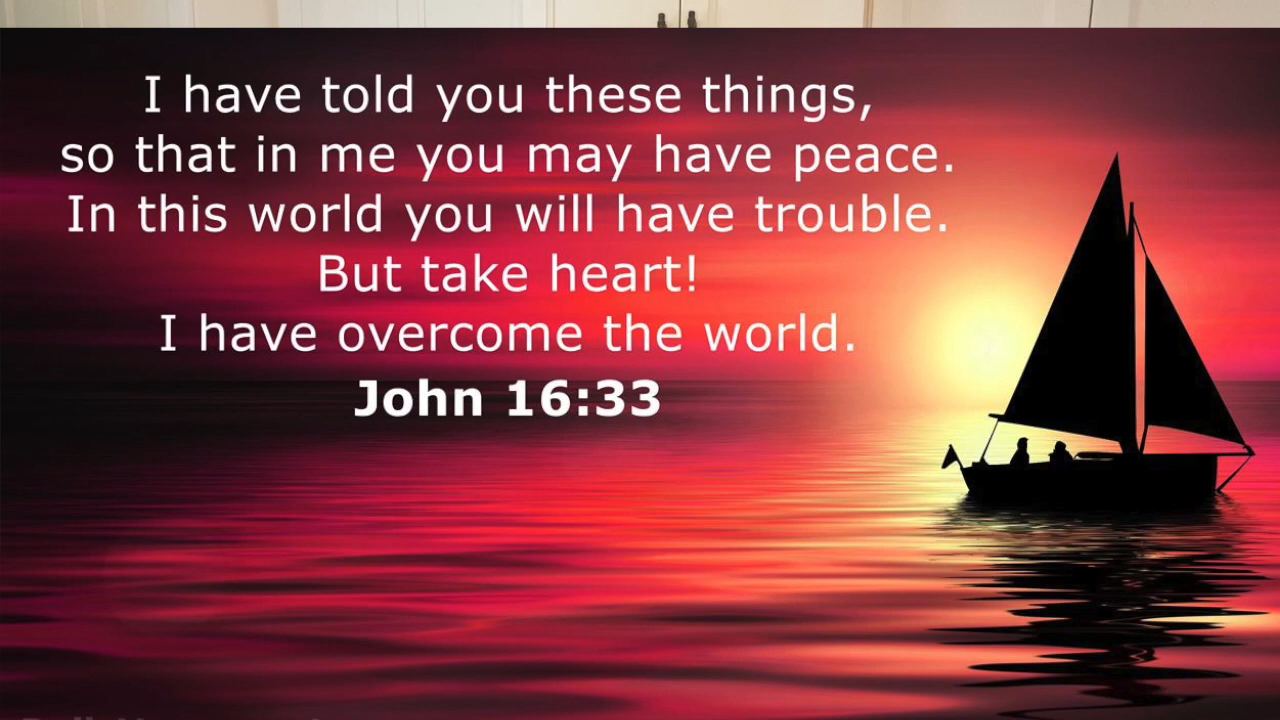 I have told you these things,
so that in me you may have peace.
In this world you will have trouble.
But take heart!
I have overcome the world.
John 16:33